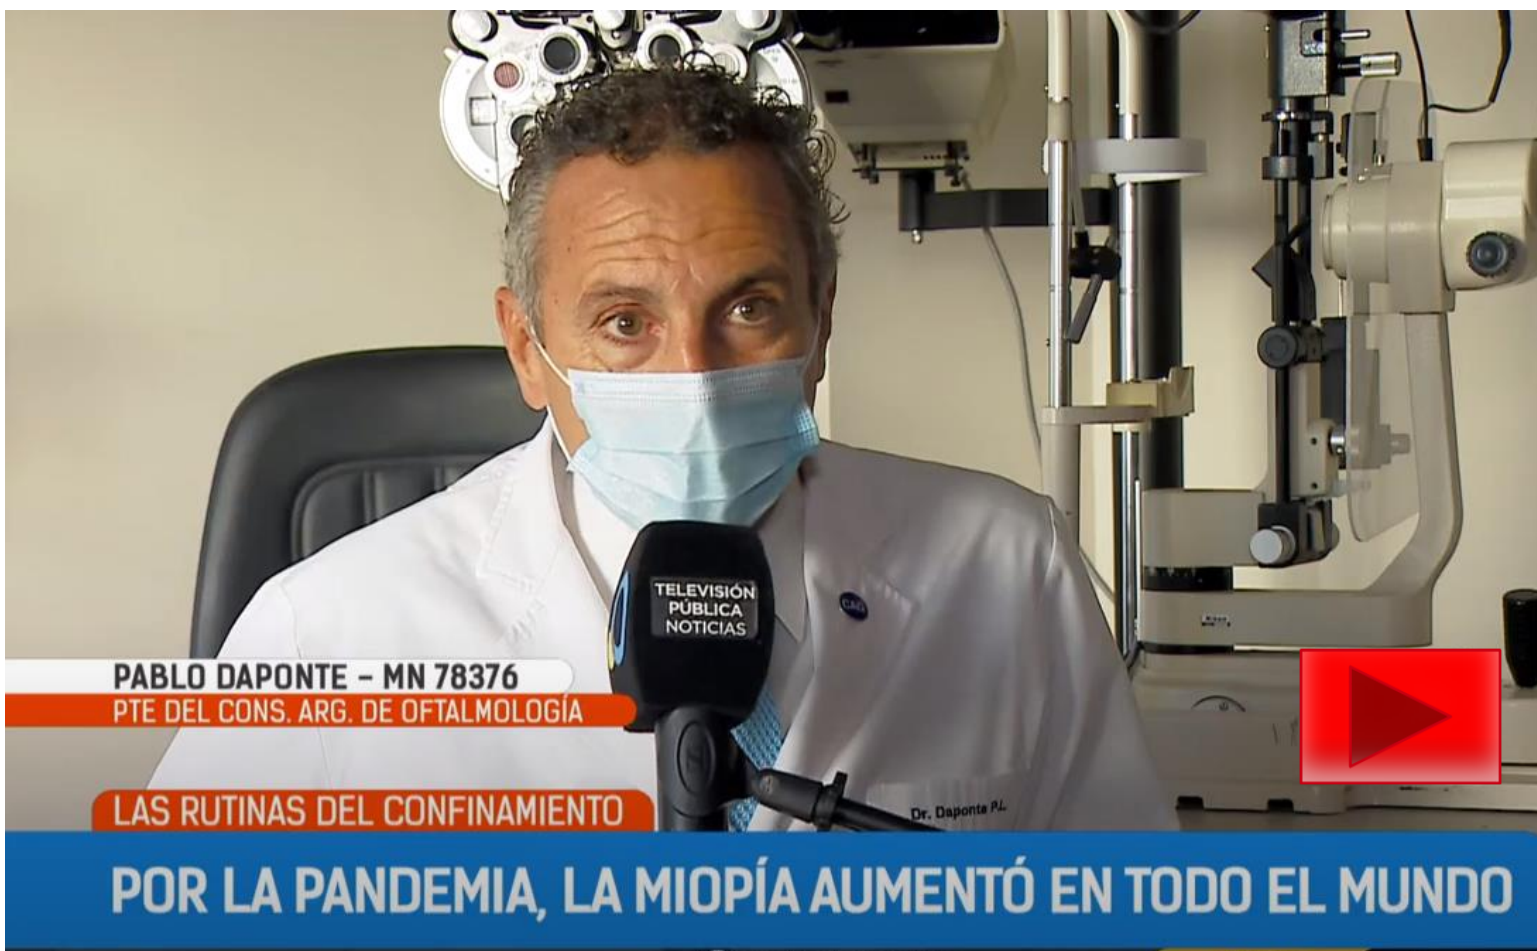 TELEVISIÓN
PÚBLICA
NOTICIAS
CAO
PABLO DAPONTE – MN 78376
PTE DEL CONS. ARG. DE OFTALMOLOGÍA
Dr. Daponte P.L.
LAS RUTINAS DEL CONFINAMIENTO
POR LA PANDEMIA, LA MIOPÍA AUMENTÓ EN TODO EL MUNDO